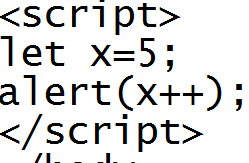 <script>
let x=5;
alert(x++);
</script>